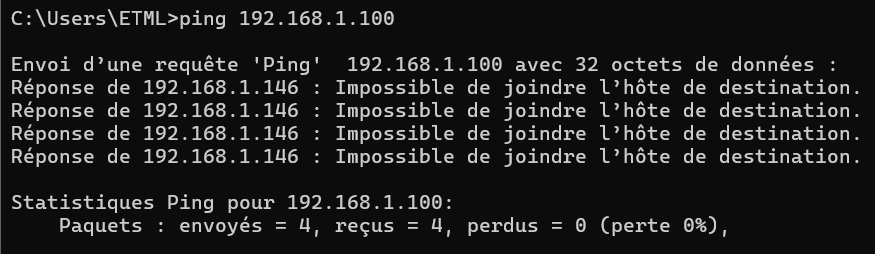 C:\Users\ETML>ping 192.168.1.100
Envoi d’une requête 'Ping'  192.168.1.100 avec 32 octets de données :
Réponse de 192.168.1.146 : Impossible de joindre l’hôte de destination.
Réponse de 192.168.1.146 : Impossible de joindre l’hôte de destination.
Réponse de 192.168.1.146 : Impossible de joindre l’hôte de destination.
Réponse de 192.168.1.146 : Impossible de joindre l’hôte de destination.
Statistiques Ping pour 192.168.1.100:
    Paquets : envoyés = 4, reçus = 4, perdus = 0 (perte 0%),